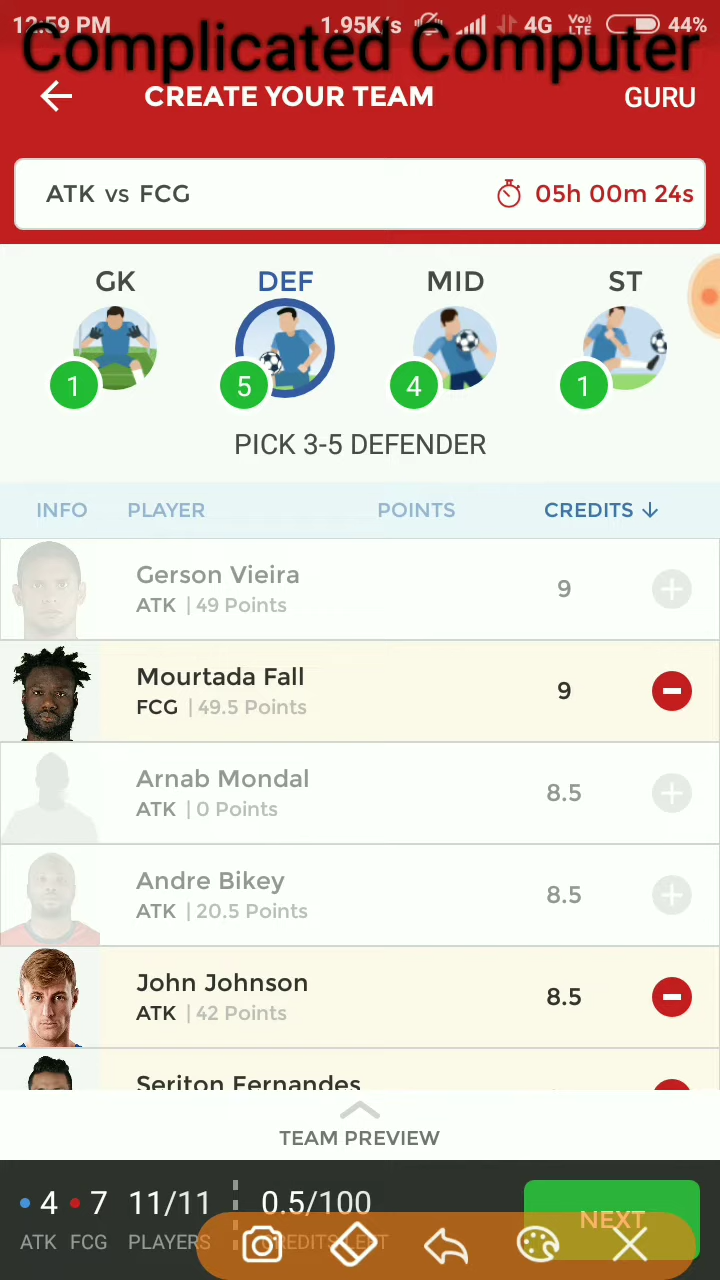 12:59 PM 1.95K/s 4G VoLTE 44%
Complicated Computer
CREATE YOUR TEAM GURU
ATK vs FCG 05h 00m 24s
GK DEF MID ST
1 5 4 1
PICK 3-5 DEFENDER
INFO PLAYER POINTS CREDITS ↓
Gerson Vieira
ATK | 49 Points 9
Mourtada Fall
FCG | 49.5 Points 9
Arnab Mondal
ATK | 0 Points 8.5
Andre Bikey
ATK | 20.5 Points 8.5
John Johnson
ATK | 42 Points 8.5
Seriton Fernandes
TEAM PREVIEW
4 7 11/11 0.5/100 NEXT
ATK FCG PLAYERS CREDITS LEFT